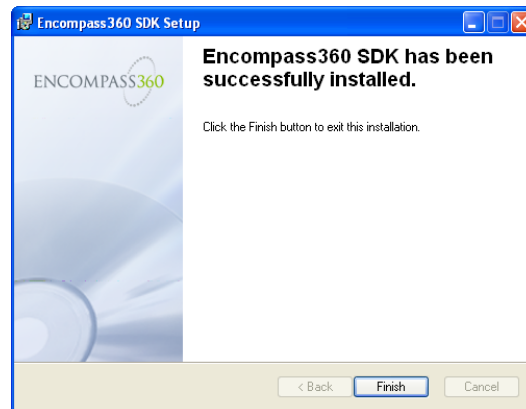 Encompass360 SDK Setup
ENCOMPASS360
Encompass360 SDK has been
successfully installed.
Click the Finish button to exit this installation.
< Back
Finish
Cancel